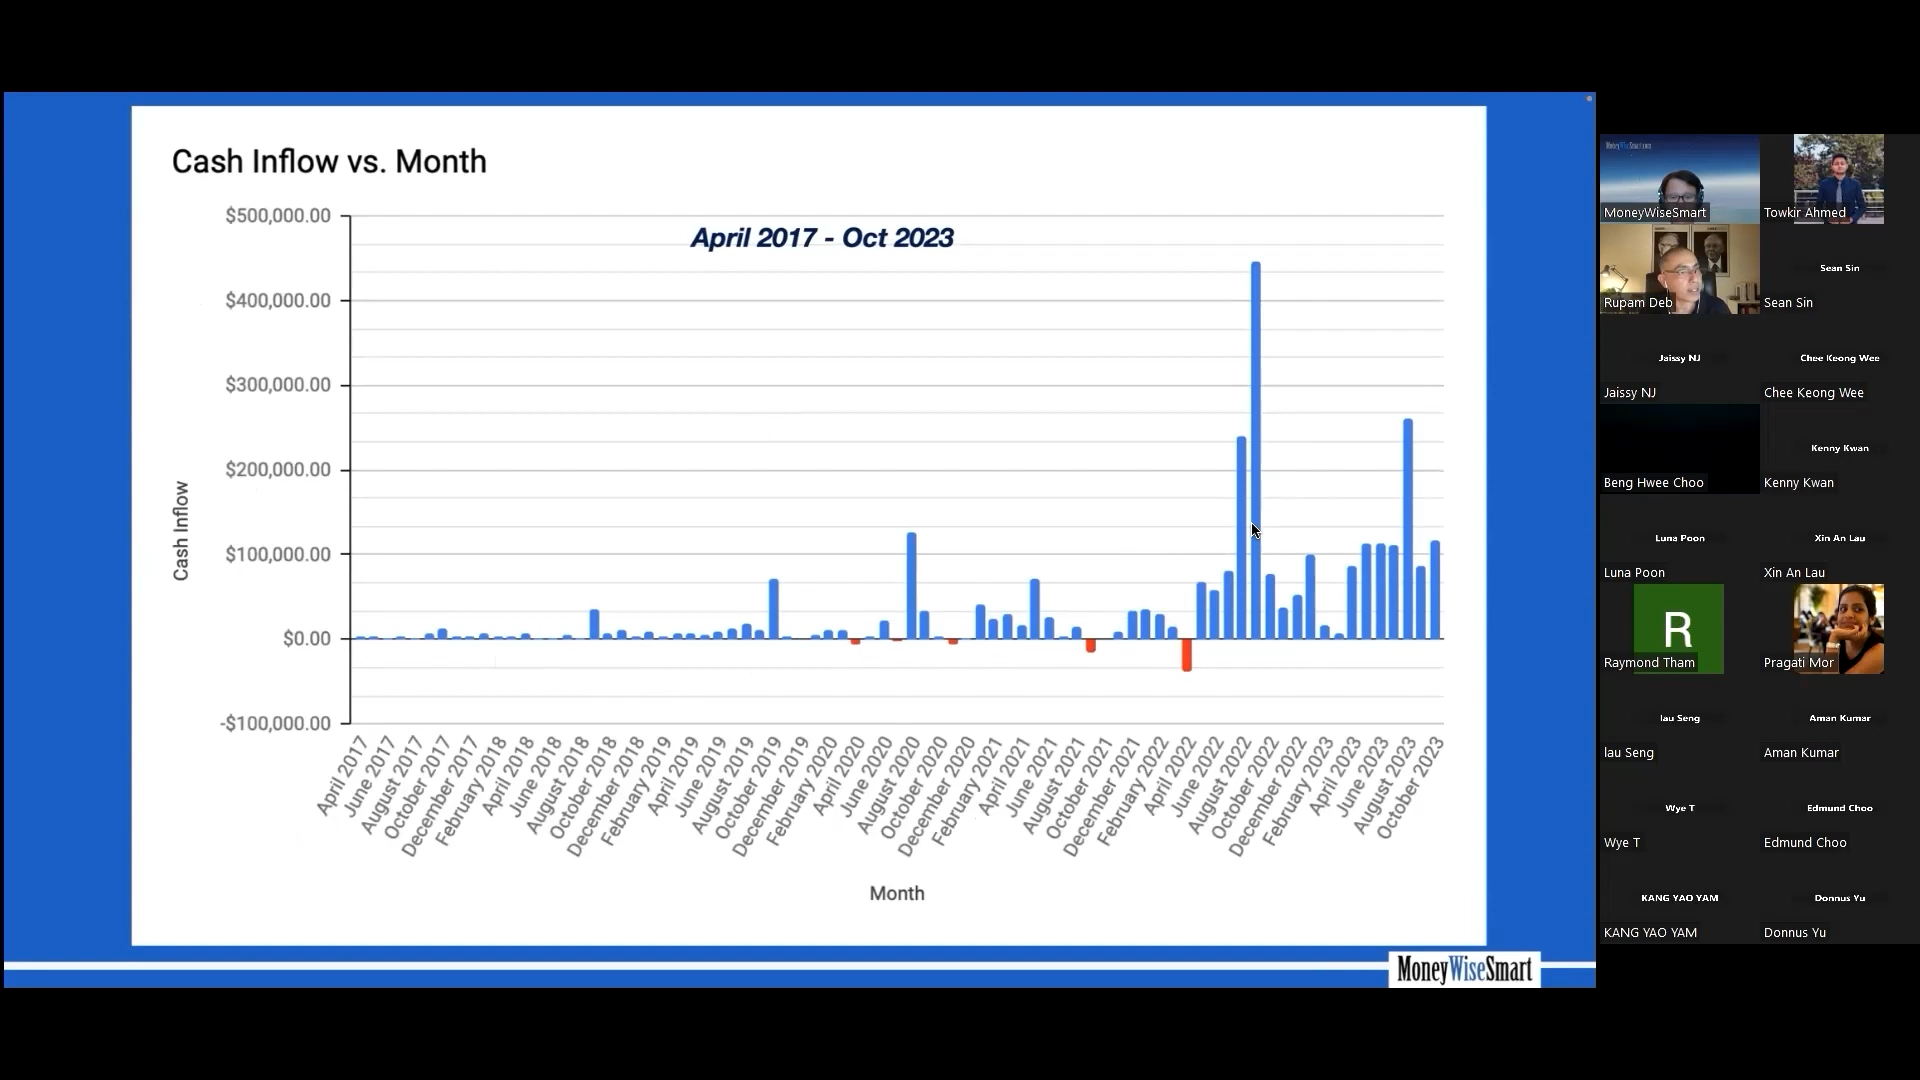 Cash Inflow vs. Month
April 2017 - Oct 2023
$500,000.00
$400,000.00
$300,000.00
$200,000.00
$100,000.00
$0.00
-$100,000.00
Cash Inflow
April 2017
June 2017
August 2017
October 2017
December 2017
February 2018
April 2018
June 2018
August 2018
October 2018
December 2018
February 2019
April 2019
June 2019
August 2019
October 2019
December 2019
February 2020
April 2020
June 2020
August 2020
October 2020
December 2020
February 2021
April 2021
June 2021
August 2021
October 2021
December 2021
February 2022
April 2022
June 2022
August 2022
October 2022
December 2022
February 2023
April 2023
June 2023
August 2023
October 2023
Month
MoneyWiseSmart
MoneyWiseSmart.com
MoneyWiseSmart
Towkir Ahmed
Rupam Deb
Sean Sin
Sean Sin
Jaissy NJ
Jaissy NJ
Chee Keong Wee
Chee Keong Wee
Beng Hwee Choo
Kenny Kwan
Kenny Kwan
Luna Poon
Luna Poon
Xin An Lau
Xin An Lau
R
Raymond Tham
Pragati Mor
lau Seng
lau Seng
Aman Kumar
Aman Kumar
Wye T
Wye T
Edmund Choo
Edmund Choo
KANG YAO YAM
KANG YAO YAM
Donnus Yu
Donnus Yu